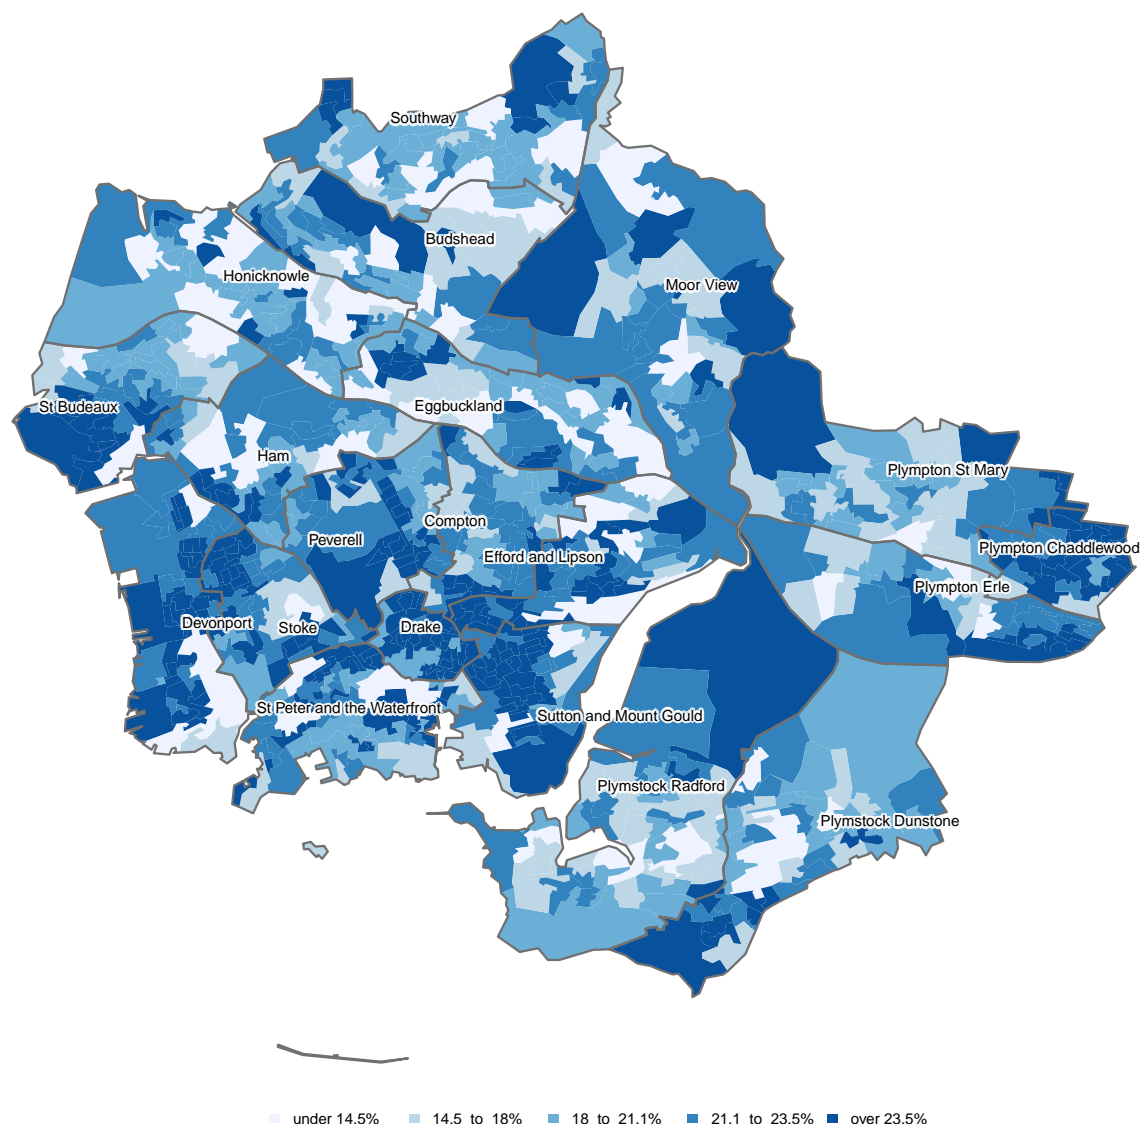 Southway
Budshead
Honicknowle
Moor View
St Budeaux
Eggbuckland
Ham
Plympton St Mary
Compton
Peverell
Plympton Chaddlewood
Efford and Lipson
Plympton Erle
Devonport
Stoke
Drake
St Peter and the Waterfront
Sutton and Mount Gould
Plymstock Radford
Plymstock Dunstone
under 14.5% 14.5 to 18% 18 to 21.1% 21.1 to 23.5% over 23.5%